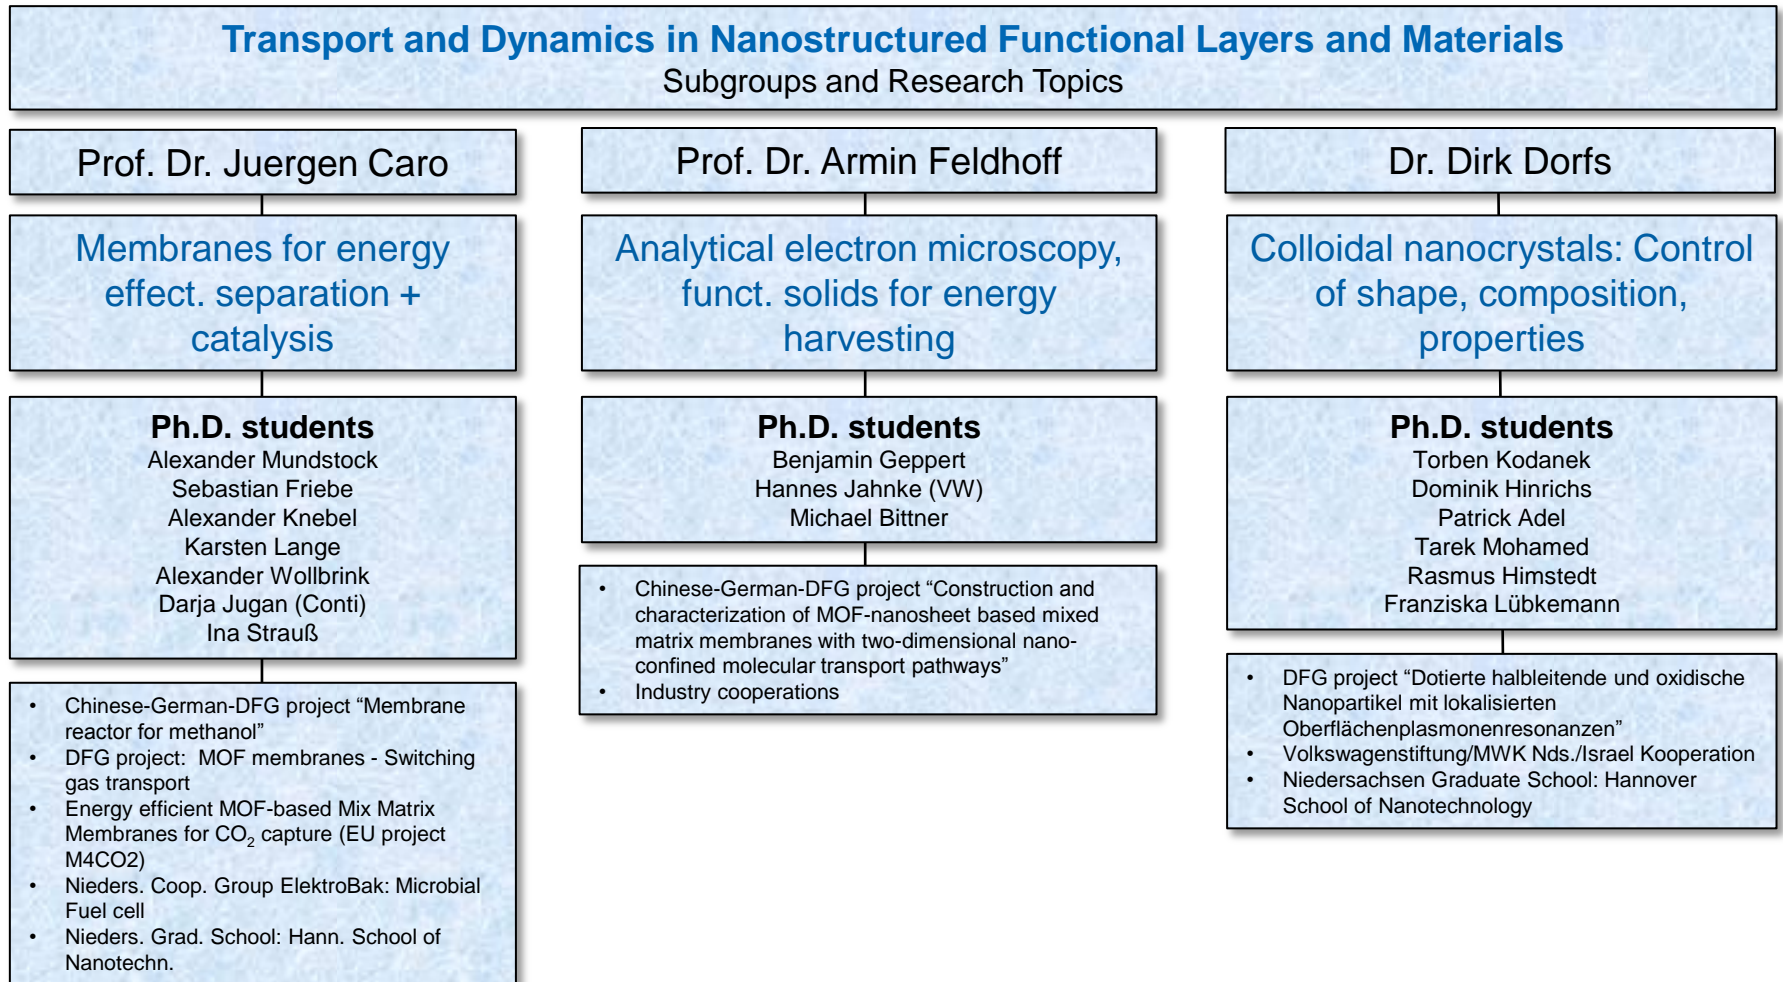 Transport and Dynamics in Nanostructured Functional Layers and Materials
Subgroups and Research Topics
Prof. Dr. Juergen Caro
Membranes for energy
effect. separation +
catalysis
Ph.D. students
Alexander Mundstock
Sebastian Friebe
Alexander Knebel
Karsten Lange
Alexander Wollbrink
Darja Jugan (Conti)
Ina Strauß
• Chinese-German-DFG project “Membrane
reactor for methanol”
• DFG project:  MOF membranes - Switching
gas transport
• Energy efficient MOF-based Mix Matrix
Membranes for CO₂ capture (EU project
M4CO2)
• Nieders. Coop. Group ElektroBak: Microbial
Fuel cell
• Nieders. Grad. School: Hann. School of
Nanotechn.
Prof. Dr. Armin Feldhoff
Analytical electron microscopy,
funct. solids for energy
harvesting
Ph.D. students
Benjamin Geppert
Hannes Jahnke (VW)
Michael Bittner
• Chinese-German-DFG project “Construction and
characterization of MOF-nanosheet based mixed
matrix membranes with two-dimensional nano-
confined molecular transport pathways”
• Industry cooperations
Dr. Dirk Dorfs
Colloidal nanocrystals: Control
of shape, composition,
properties
Ph.D. students
Torben Kodanek
Dominik Hinrichs
Patrick Adel
Tarek Mohamed
Rasmus Himstedt
Franziska Lübkemann
• DFG project “Dotierte halbleitende und oxidische
Nanopartikel mit lokalisierten
Oberflächenplasmonenresonanzen”
• Volkswagenstiftung/MWK Nds./Israel Kooperation
• Niedersachsen Graduate School: Hannover
School of Nanotechnology